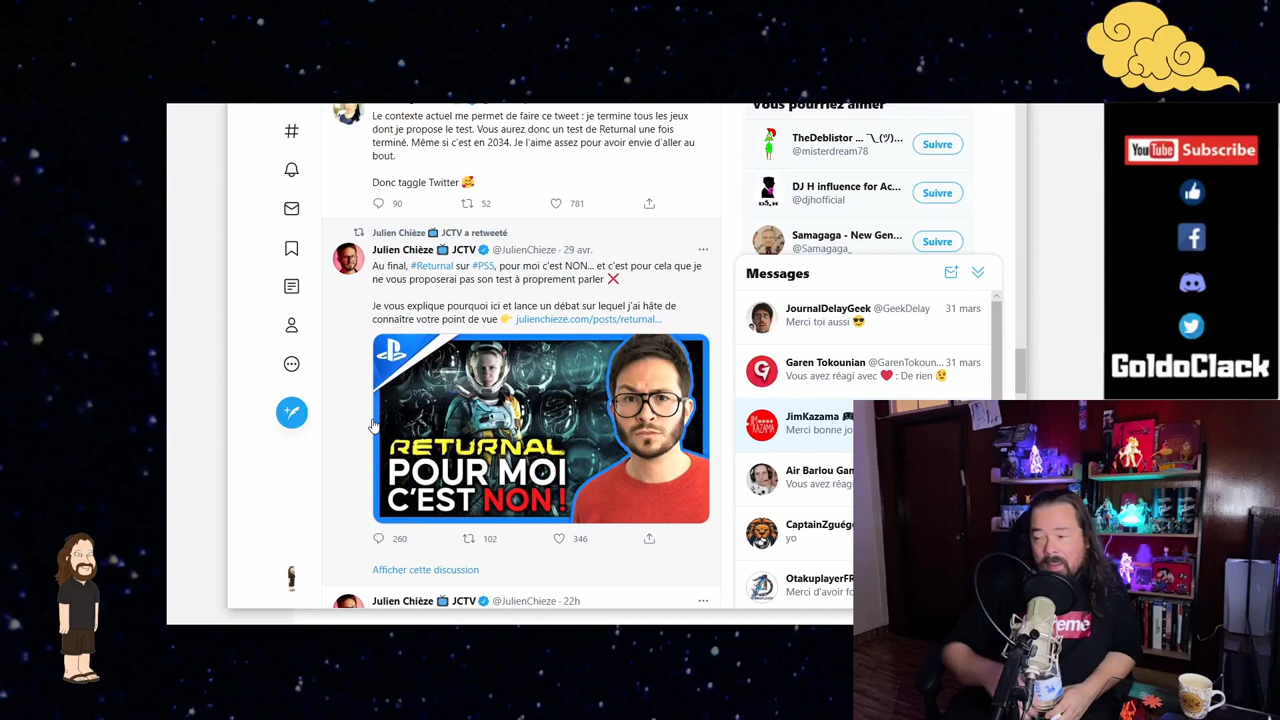 Le contexte actuel me permet de faire ce tweet : je termine tous les jeux
dont je propose le test. Vous aurez donc un test de Returnal une fois
terminé. Même si c'est en 2034. Je l'aime assez pour avoir envie d'aller au
bout.
Donc taggle Twitter 🥰
90 52 781
Julien Chièze 📺 JCTV a retweeté
Julien Chièze 📺 JCTV @JulienChieze · 29 avr.
Au final, #Returnal sur #PS5, pour moi c'est NON... et c'est pour cela que je
ne vous proposerai pas son test à proprement parler ❌
Je vous explique pourquoi ici et lance un débat sur lequel j'ai hâte de
connaître votre point de vue 👉 julienchieze.com/posts/returnal...
RETURNAL
POUR MOI
C'EST NON !
260 102 346
Afficher cette discussion
Julien Chièze 📺 JCTV @JulienChieze · 22h
Vous pourriez aimer
TheDeblistor ... ¯\_(ツ)...
@misterdream78
Suivre
DJ H influence for Ac...
@djhofficial
Suivre
Samagaga - New Gen...
@Samagaga_
Suivre
Messages
JournalDelayGeek @GeekDelay 31 mars
Merci toi aussi 😎
Garen Tokounian @GarenTokoun... 31 mars
Vous avez réagi avec ❤️ : De rien 😉
JimKazama
Merci bonne jo
Air Barlou Gam
Vous avez réag
CaptainZguég
yo
OtakuplayerFR
Merci d'avoir fo
YouTube Subscribe
GoldoClack